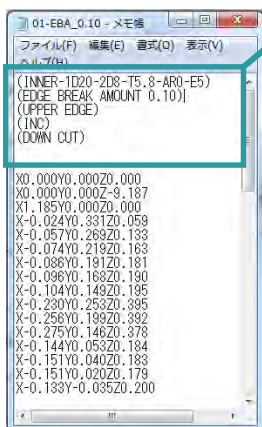 01-EBA_0.10 - メモ帳
ファイル(F) 編集(E) 書式(O) 表示(V)
ヘルプ(H)
(INNER-1D20-2D8-T5.8-AR0-E5)
(EDGE BREAK AMOUNT 0.10)
(UPPER EDGE)
(INC)
(DOWN CUT)
X0.000Y0.000Z0.000
X0.000Y0.000Z-9.187
X1.185Y0.000Z0.000
X-0.024Y0.331Z0.059
X-0.057Y0.269Z0.133
X-0.074Y0.219Z0.163
X-0.086Y0.191Z0.181
X-0.096Y0.168Z0.190
X-0.104Y0.149Z0.195
X-0.230Y0.253Z0.395
X-0.256Y0.199Z0.392
X-0.275Y0.146Z0.378
X-0.144Y0.053Z0.184
X-0.151Y0.040Z0.183
X-0.151Y0.020Z0.179
X-0.133Y-0.035Z0.200